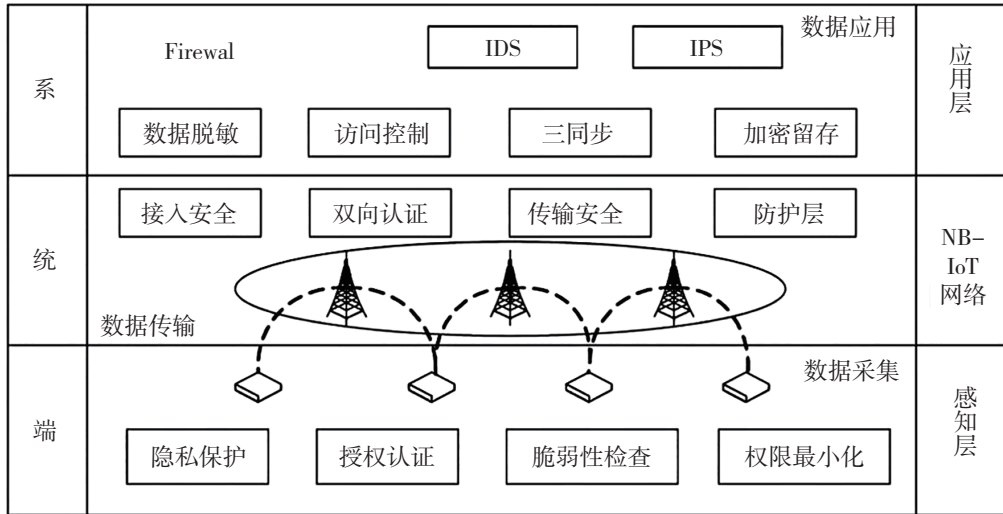 数据应用
Firewal
IDS
IPS
系
应用层
数据脱敏
访问控制
三同步
加密留存
接入安全
双向认证
传输安全
防护层
统
NB-
IoT
网络
数据传输
数据采集
端
感知层
隐私保护
授权认证
脆弱性检查
权限最小化